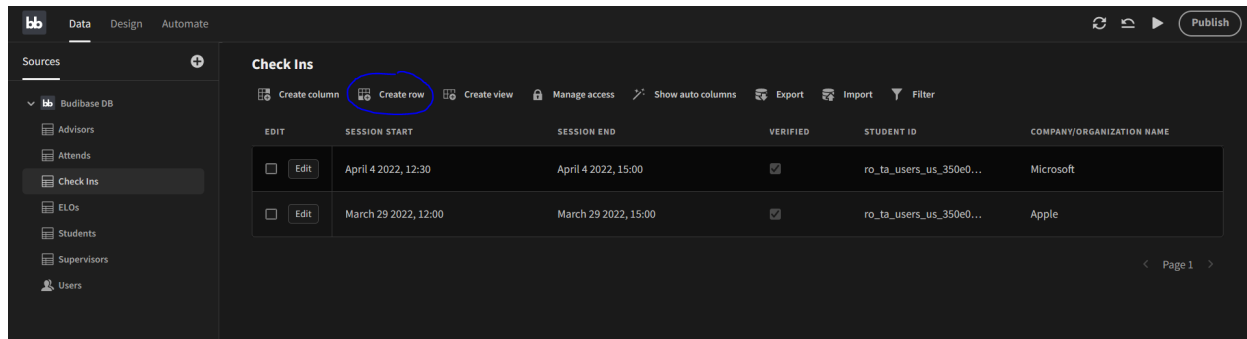 bb Data Design Automate Publish
Sources
Budibase DB
Advisors
Attends
Check Ins
ELOs
Students
Supervisors
Users
Check Ins
Create column Create row Create view Manage access Show auto columns Export Import Filter
EDIT SESSION START SESSION END VERIFIED STUDENT ID COMPANY/ORGANIZATION NAME
Edit April 4 2022, 12:30 April 4 2022, 15:00 ro_ta_users_us_350e0... Microsoft
Edit March 29 2022, 12:00 March 29 2022, 15:00 ro_ta_users_us_350e0... Apple
Page 1